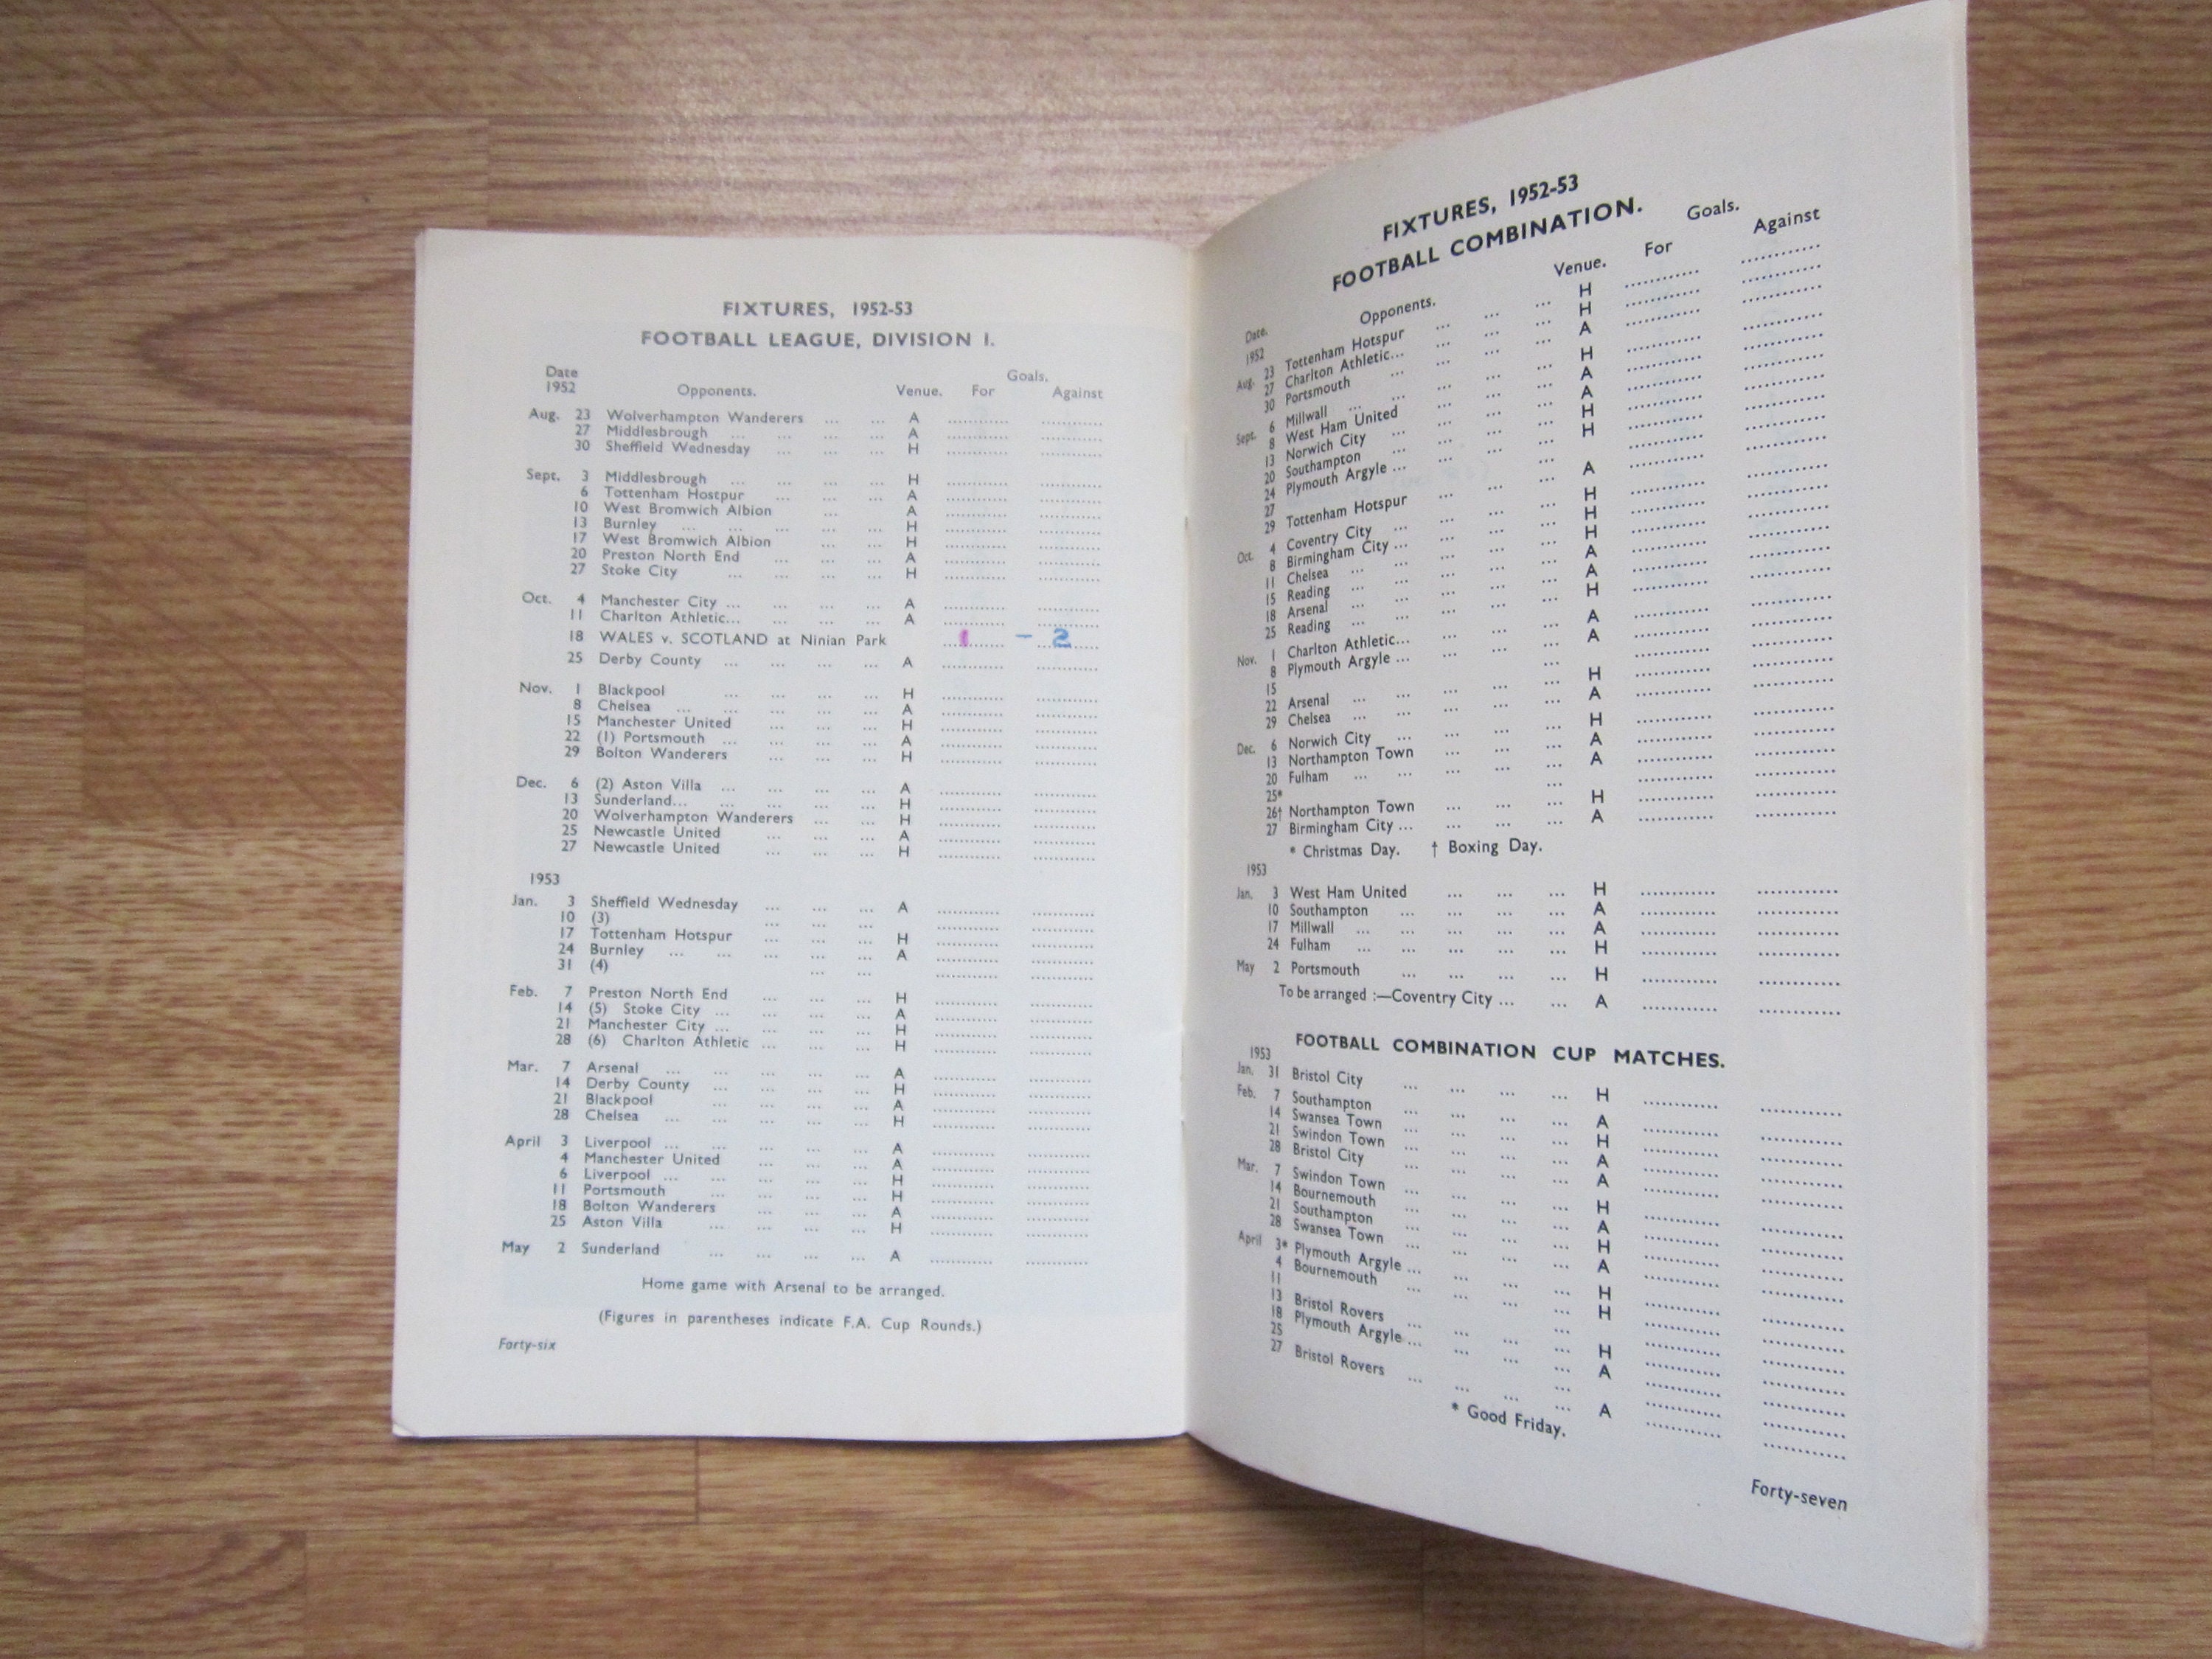 FIXTURES, 1952-53
FOOTBALL LEAGUE, DIVISION I.
Date Goals.
1952 Opponents. Venue. For Against
Aug. 23 Wolverhampton Wanderers ... ... A
27 Middlesbrough ... ... ... ... A
30 Sheffield Wednesday ... ... ... H
Sept. 3 Middlesbrough ... ... ... ... H
6 Tottenham Hostpur ... ... ... A
10 West Bromwich Albion ... A
13 Burnley ... ... ... ... ... H
17 West Bromwich Albion ... ... H
20 Preston North End ... ... ... A
27 Stoke City ... ... ... ... H
Oct. 4 Manchester City ... ... ... ... A
11 Charlton Athletic... ... ... ... A
18 WALES v. SCOTLAND at Ninian Park 1 - 2
25 Derby County ... ... ... ... A
Nov. 1 Blackpool ... ... ... ... H
8 Chelsea ... ... ... ... ... A
15 Manchester United ... ... ... H
22 (1) Portsmouth ... ... ... ... A
29 Bolton Wanderers ... ... ... H
Dec. 6 (2) Aston Villa ... ... ... ... A
13 Sunderland... ... ... ... ... H
20 Wolverhampton Wanderers ... ... H
25 Newcastle United ... ... ... A
27 Newcastle United ... ... ... H
1953
Jan. 3 Sheffield Wednesday ... ... ... A
10 (3) ... ... ...
17 Tottenham Hotspur ... ... ... H
24 Burnley ... ... ... ... ... A
31 (4) ... ...
Feb. 7 Preston North End ... ... ... H
14 (5) Stoke City ... ... ... ... A
21 Manchester City ... ... ... ... H
28 (6) Charlton Athletic ... ... ... H
Mar. 7 Arsenal ... ... ... ... ... A
14 Derby County ... ... ... ... H
21 Blackpool ... ... ... ... A
28 Chelsea ... ... ... ... ... H
April 3 Liverpool ... ... ... ... ... A
4 Manchester United ... ... ... A
6 Liverpool ... ... ... ... ... H
11 Portsmouth ... ... ... ... H
18 Bolton Wanderers ... ... ... A
25 Aston Villa ... ... ... ... H
May 2 Sunderland ... ... ... ... A
Home game with Arsenal to be arranged.
(Figures in parentheses indicate F.A. Cup Rounds.)
Forty-six
FIXTURES, 1952-53
FOOTBALL COMBINATION.
Goals.
Date. Opponents. Venue. For Against
1952
Aug. 23 Tottenham Hotspur ... ... ... H
27 Charlton Athletic... ... ... ... H
30 Portsmouth ... ... ... ... A
Sept. 6 Millwall ... ... ... ... ... H
8 West Ham United ... ... ... A
13 Norwich City ... ... ... ... A
20 Southampton ... ... ... ... H
24 Plymouth Argyle ... ... ... ... H
27 ...
29 Tottenham Hotspur ... ... ... A
Oct. 4 Coventry City ... ... ... ... H
8 Birmingham City ... ... ... ... H
11 Chelsea ... ... ... ... ... H
15 Reading ... ... ... ... ... A
18 Arsenal ... ... ... ... ... A
25 Reading ... ... ... ... ... H
Nov. 1 Charlton Athletic... ... ... ... A
8 Plymouth Argyle ... ... ... ... A
15 ...
22 Arsenal ... ... ... ... ... H
29 Chelsea ... ... ... ... ... A
Dec. 6 Norwich City ... ... ... ... H
13 Northampton Town ... ... ... A
20 Fulham ... ... ... ... ... A
25* ...
26† Northampton Town ... ... ... H
27 Birmingham City ... ... ... ... A
* Christmas Day. † Boxing Day.
1953
Jan. 3 West Ham United ... ... ... H
10 Southampton ... ... ... ... A
17 Millwall ... ... ... ... ... A
24 Fulham ... ... ... ... ... H
May 2 Portsmouth ... ... ... ... H
To be arranged :—Coventry City ... ... A
FOOTBALL COMBINATION CUP MATCHES.
1953
Jan. 31 Bristol City ... ... ... ... H
Feb. 7 Southampton ... ... ... ... A
14 Swansea Town ... ... ... ... H
21 Swindon Town ... ... ... ... A
28 Bristol City ... ... ... ... A
Mar. 7 Swindon Town ... ... ... ... H
14 Bournemouth ... ... ... ... A
21 Southampton ... ... ... ... H
28 Swansea Town ... ... ... ... A
April 3* Plymouth Argyle ... ... ... ... H
4 Bournemouth ... ... ... ... H
11
13 Bristol Rovers ... ... ... ... H
18 Plymouth Argyle ... ... ... ... A
25 ...
27 Bristol Rovers ... ... ... ... A
* Good Friday.
Forty-seven